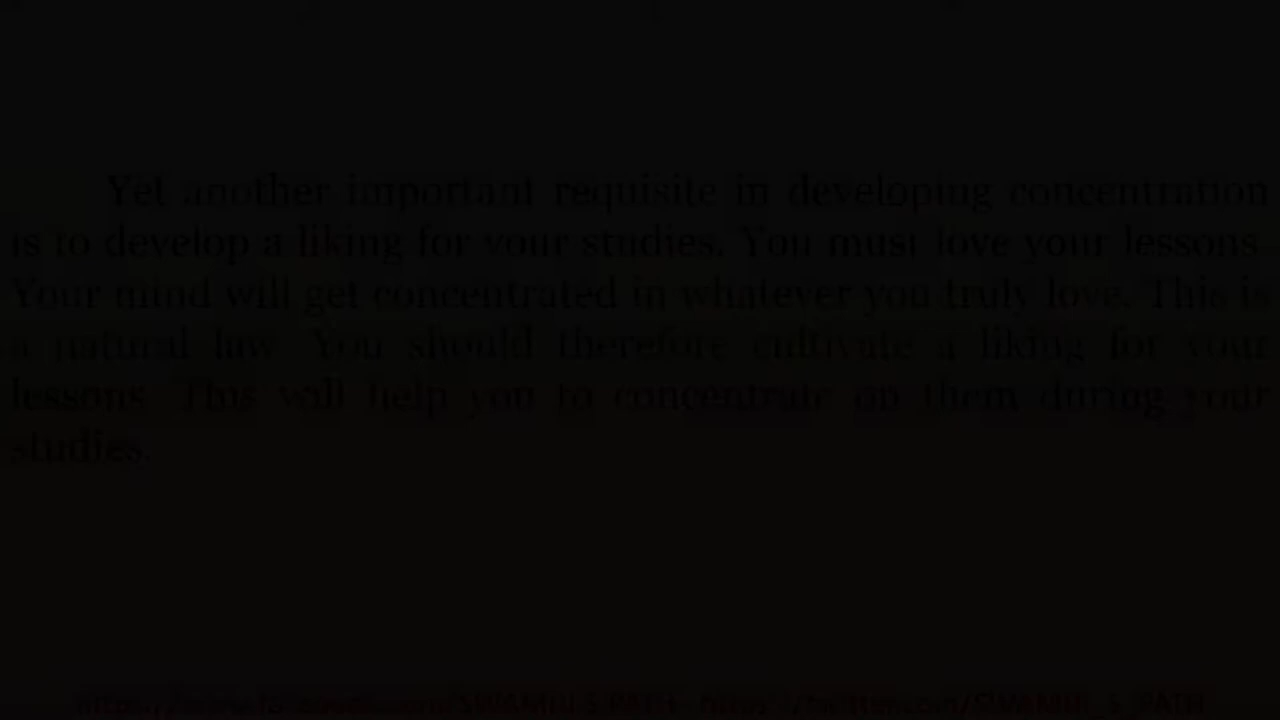 Yet another important requisite in developing concentration
is to develop a liking for your studies. You must love your lessons.
Your mind will get concentrated in whatever you truly love. This is
a natural law. You should therefore cultivate a liking for your
lessons. This will help you to concentrate on them during your
studies.